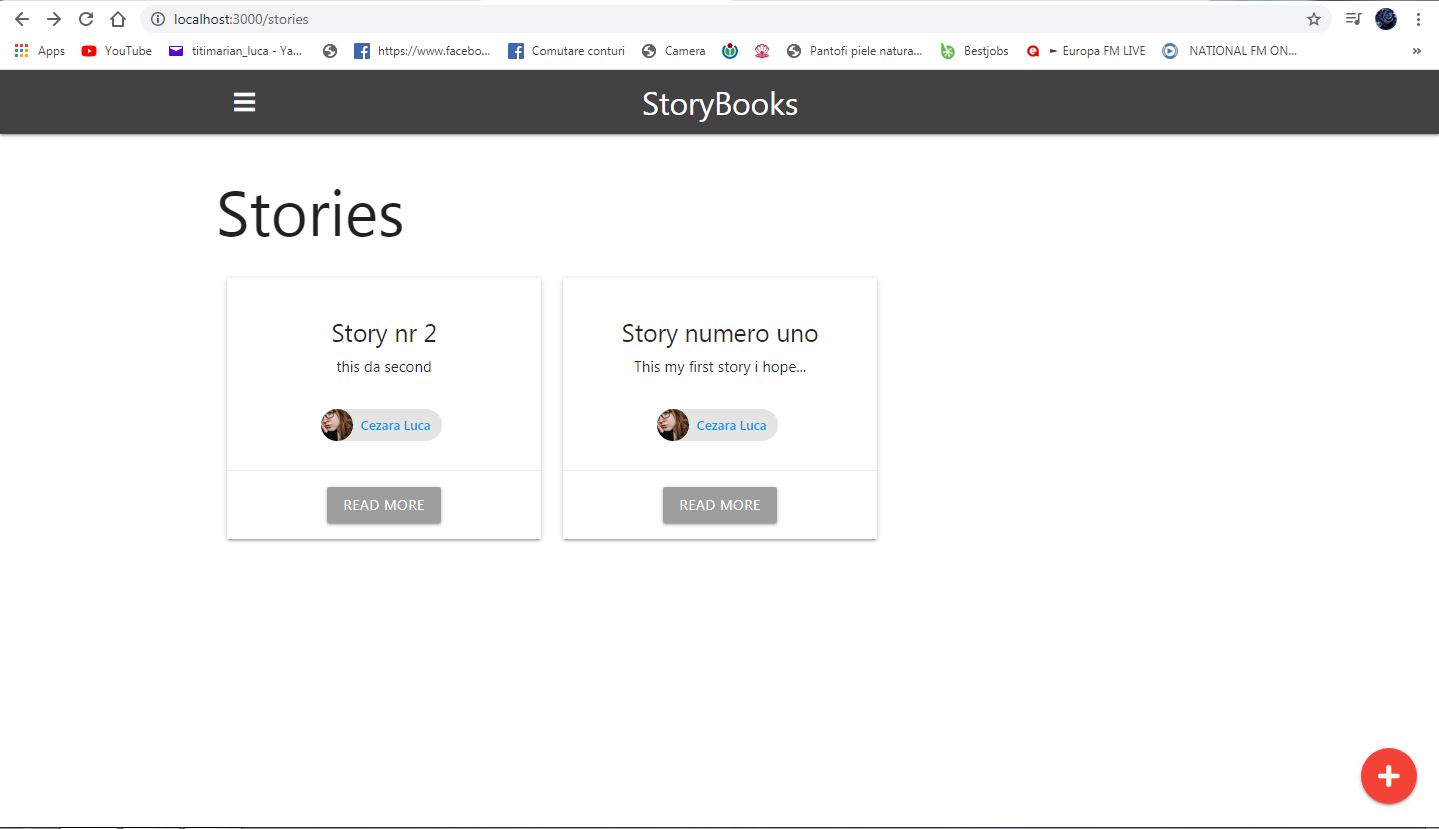 localhost:3000/stories
Apps YouTube titimarian_luca - Ya... https://www.facebo... Comutare conturi Camera Pantofi piele natura... Bestjobs ► Europa FM LIVE NATIONAL FM ON... »
StoryBooks
Stories
Story nr 2
this da second
Cezara Luca
READ MORE
Story numero uno
This my first story i hope...
Cezara Luca
READ MORE